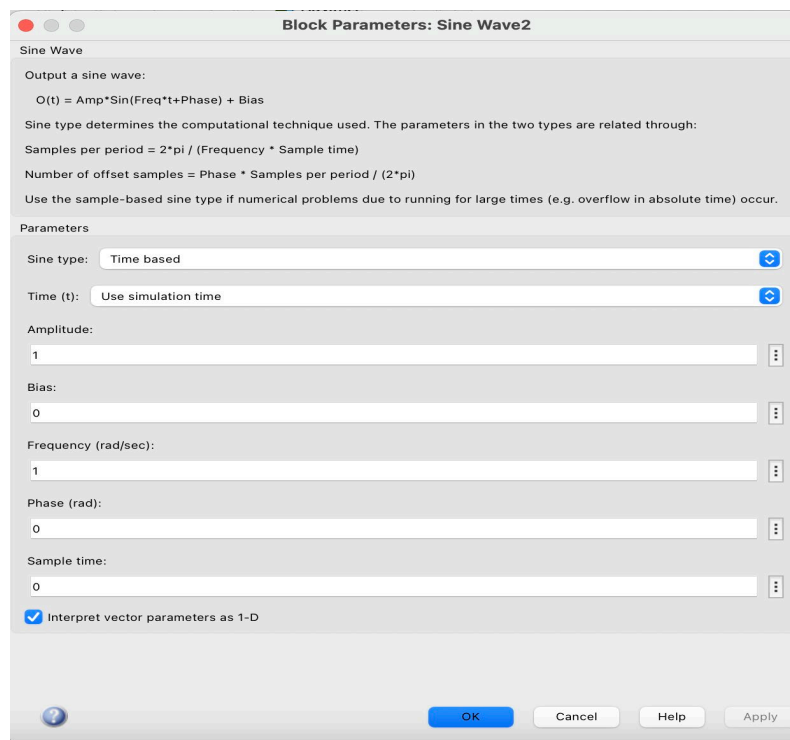 Block Parameters: Sine Wave2
Sine Wave
Output a sine wave:
O(t) = Amp*Sin(Freq*t+Phase) + Bias
Sine type determines the computational technique used. The parameters in the two types are related through:
Samples per period = 2*pi / (Frequency * Sample time)
Number of offset samples = Phase * Samples per period / (2*pi)
Use the sample-based sine type if numerical problems due to running for large times (e.g. overflow in absolute time) occur.
Parameters
Sine type: Time based
Time (t): Use simulation time
Amplitude:
1
Bias:
0
Frequency (rad/sec):
1
Phase (rad):
0
Sample time:
0
Interpret vector parameters as 1-D
? OK Cancel Help Apply